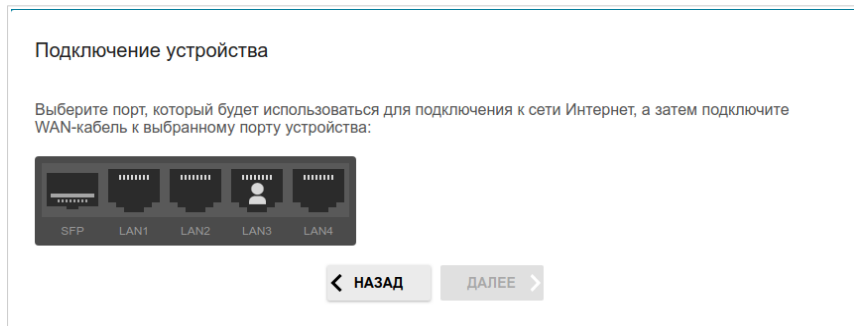 Подключение устройства
Выберите порт, который будет использоваться для подключения к сети Интернет, а затем подключите
WAN-кабель к выбранному порту устройства:
SFP LAN1 LAN2 LAN3 LAN4
НАЗАД ДАЛЕЕ